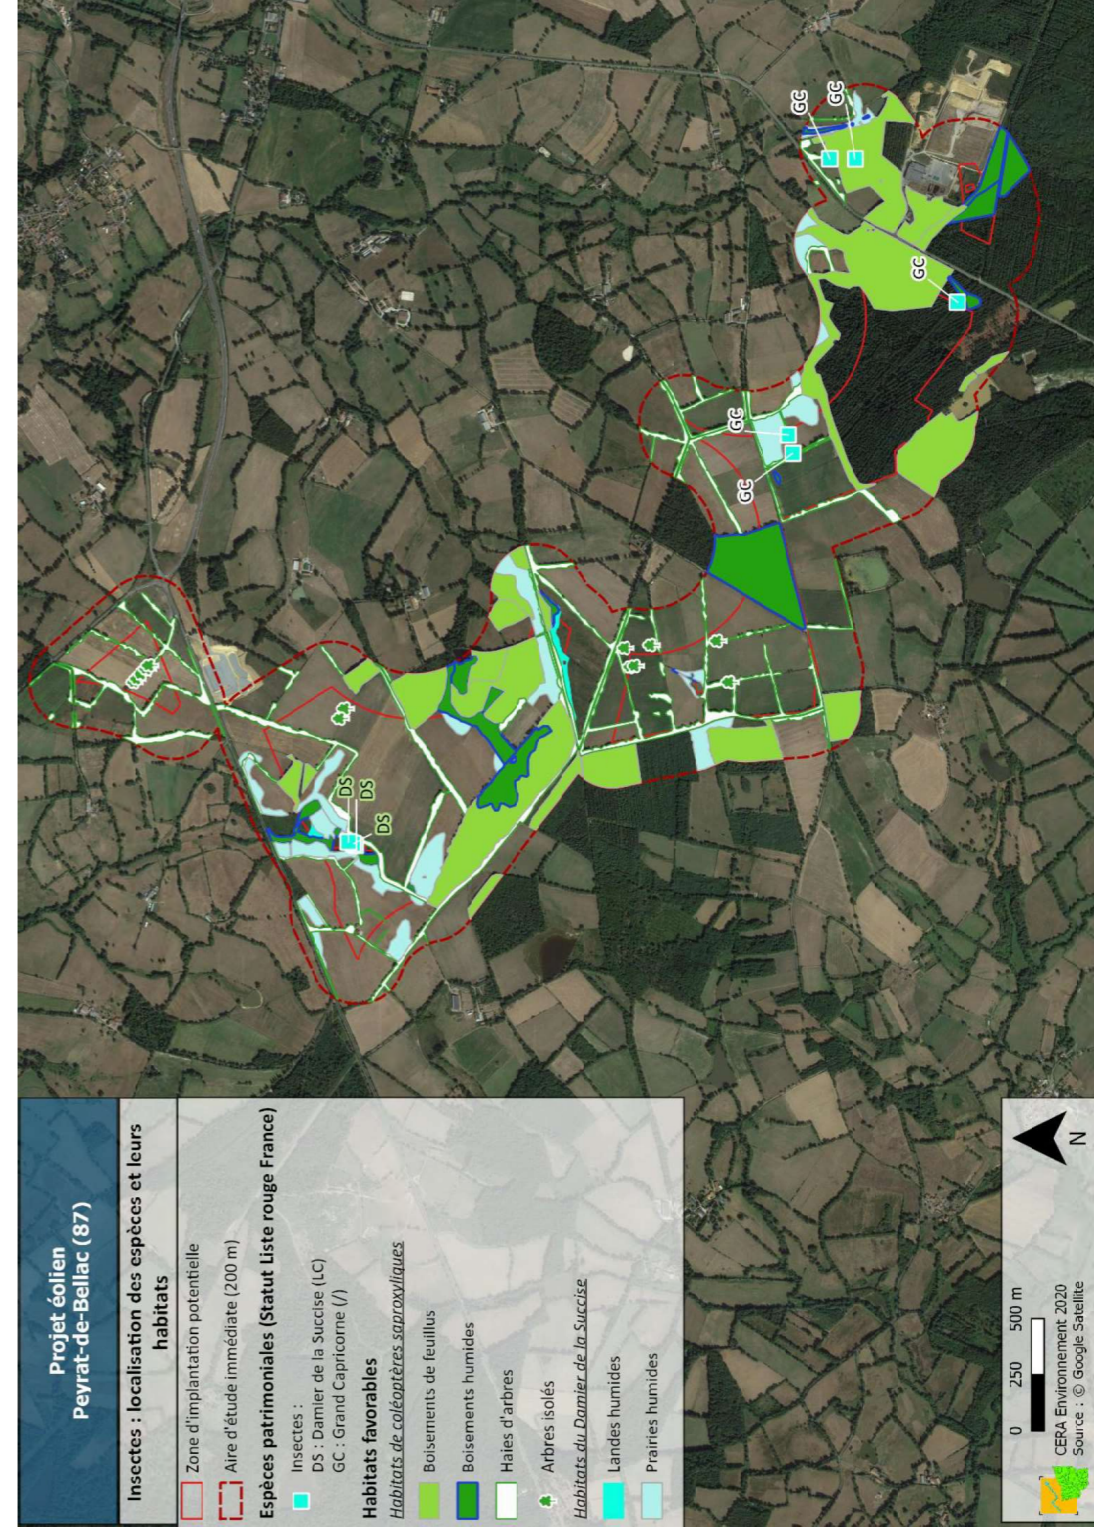 Projet éolien
Peyrat-de-Bellac (87)
Insectes : localisation des espèces et leurs
habitats
Zone d'implantation potentielle
Aire d'étude immédiate (200 m)
Espèces patrimoniales (Statut Liste rouge France)
Insectes :
DS : Damier de la Succise (LC)
GC : Grand Capricorne (/)
Habitats favorables
Habitats de coléoptères saproxyliques
Boisements de feuillus
Boisements humides
Haies d'arbres
Arbres isolés
Habitats du Damier de la Succise
Landes humides
Prairies humides
0 250 500 m
CERA Environnement 2020
Source : © Google Satellite
N
DS
DS
DS
GC
GC
GC
GC
GC